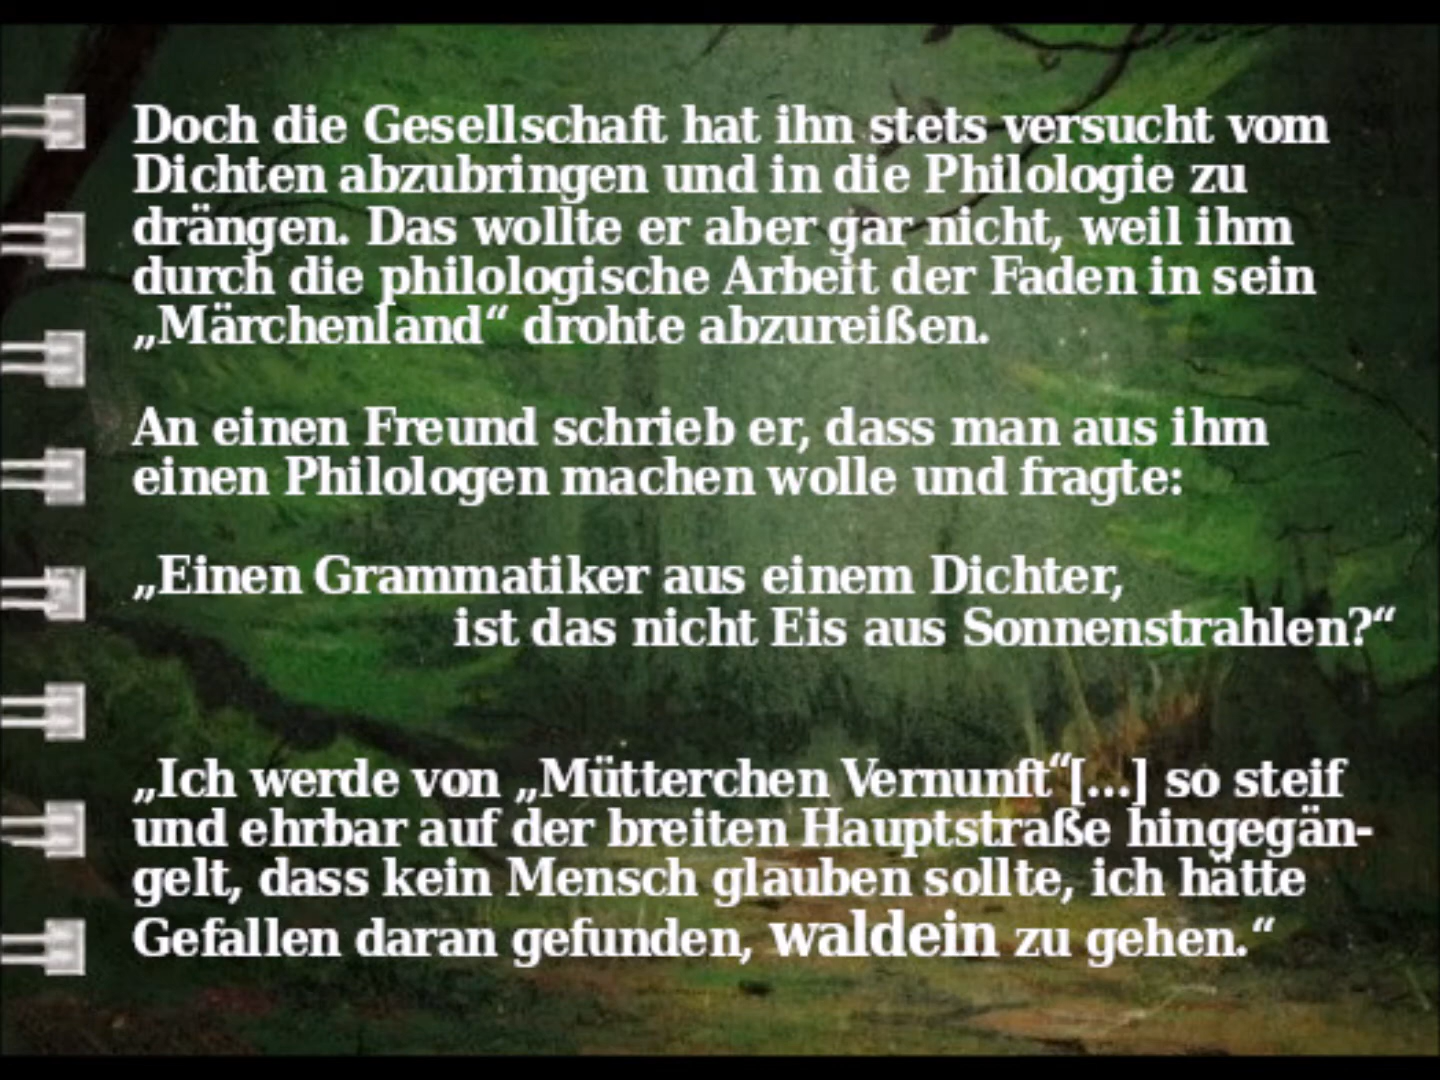 Doch die Gesellschaft hat ihn stets versucht vom
Dichten abzubringen und in die Philologie zu
drängen. Das wollte er aber gar nicht, weil ihm
durch die philologische Arbeit der Faden in sein
„Märchenland“ drohte abzureißen.
An einen Freund schrieb er, dass man aus ihm
einen Philologen machen wolle und fragte:
„Einen Grammatiker aus einem Dichter,
ist das nicht Eis aus Sonnenstrahlen?“
„Ich werde von „Mütterchen Vernunft“[...] so steif
und ehrbar auf der breiten Hauptstraße hingegän-
gelt, dass kein Mensch glauben sollte, ich hätte
Gefallen daran gefunden, waldein zu gehen.“